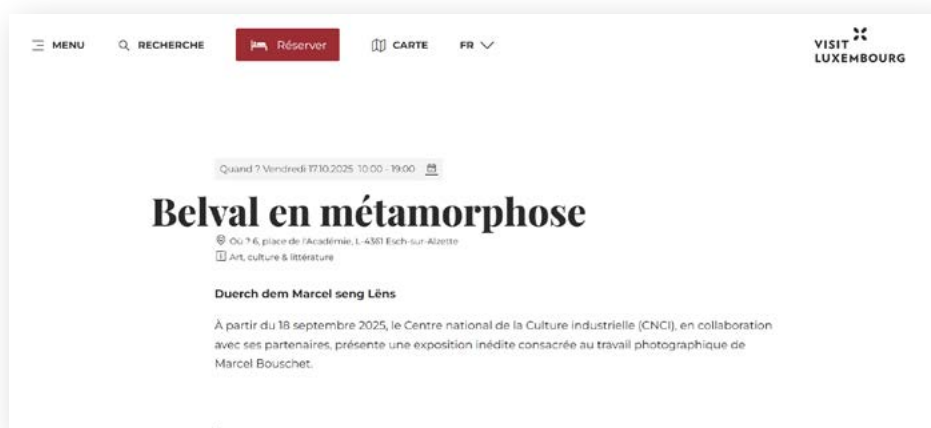 MENU
RECHERCHE
Réserver
CARTE
FR
VISIT
LUXEMBOURG
Quand ? Vendredi 17.10.2025 10:00 - 19:00
Belval en métamorphose
Où ? 6, place de l'Académie, L-4361 Esch-sur-Alzette
Art, culture & littérature
Duerch dem Marcel seng Lëns
À partir du 18 septembre 2025, le Centre national de la Culture industrielle (CNCI), en collaboration
avec ses partenaires, présente une exposition inédite consacrée au travail photographique de
Marcel Bouschet.